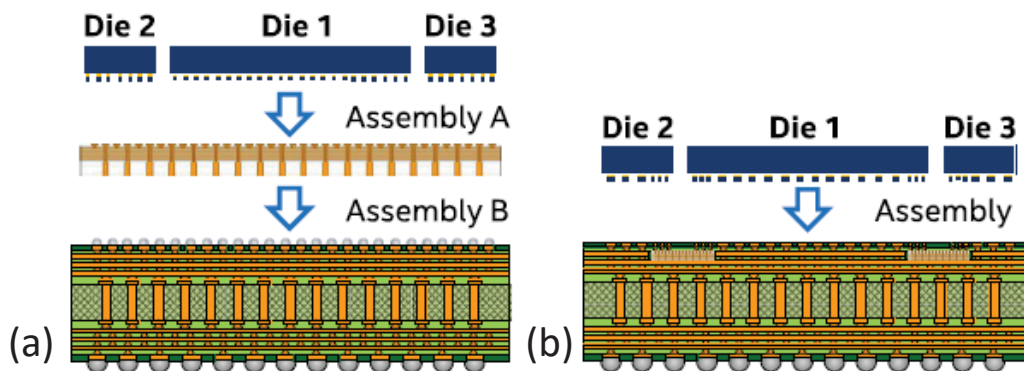 Die 2 Die 1 Die 3
Assembly A
Assembly B
(a)
Die 2 Die 1 Die 3
Assembly
(b)